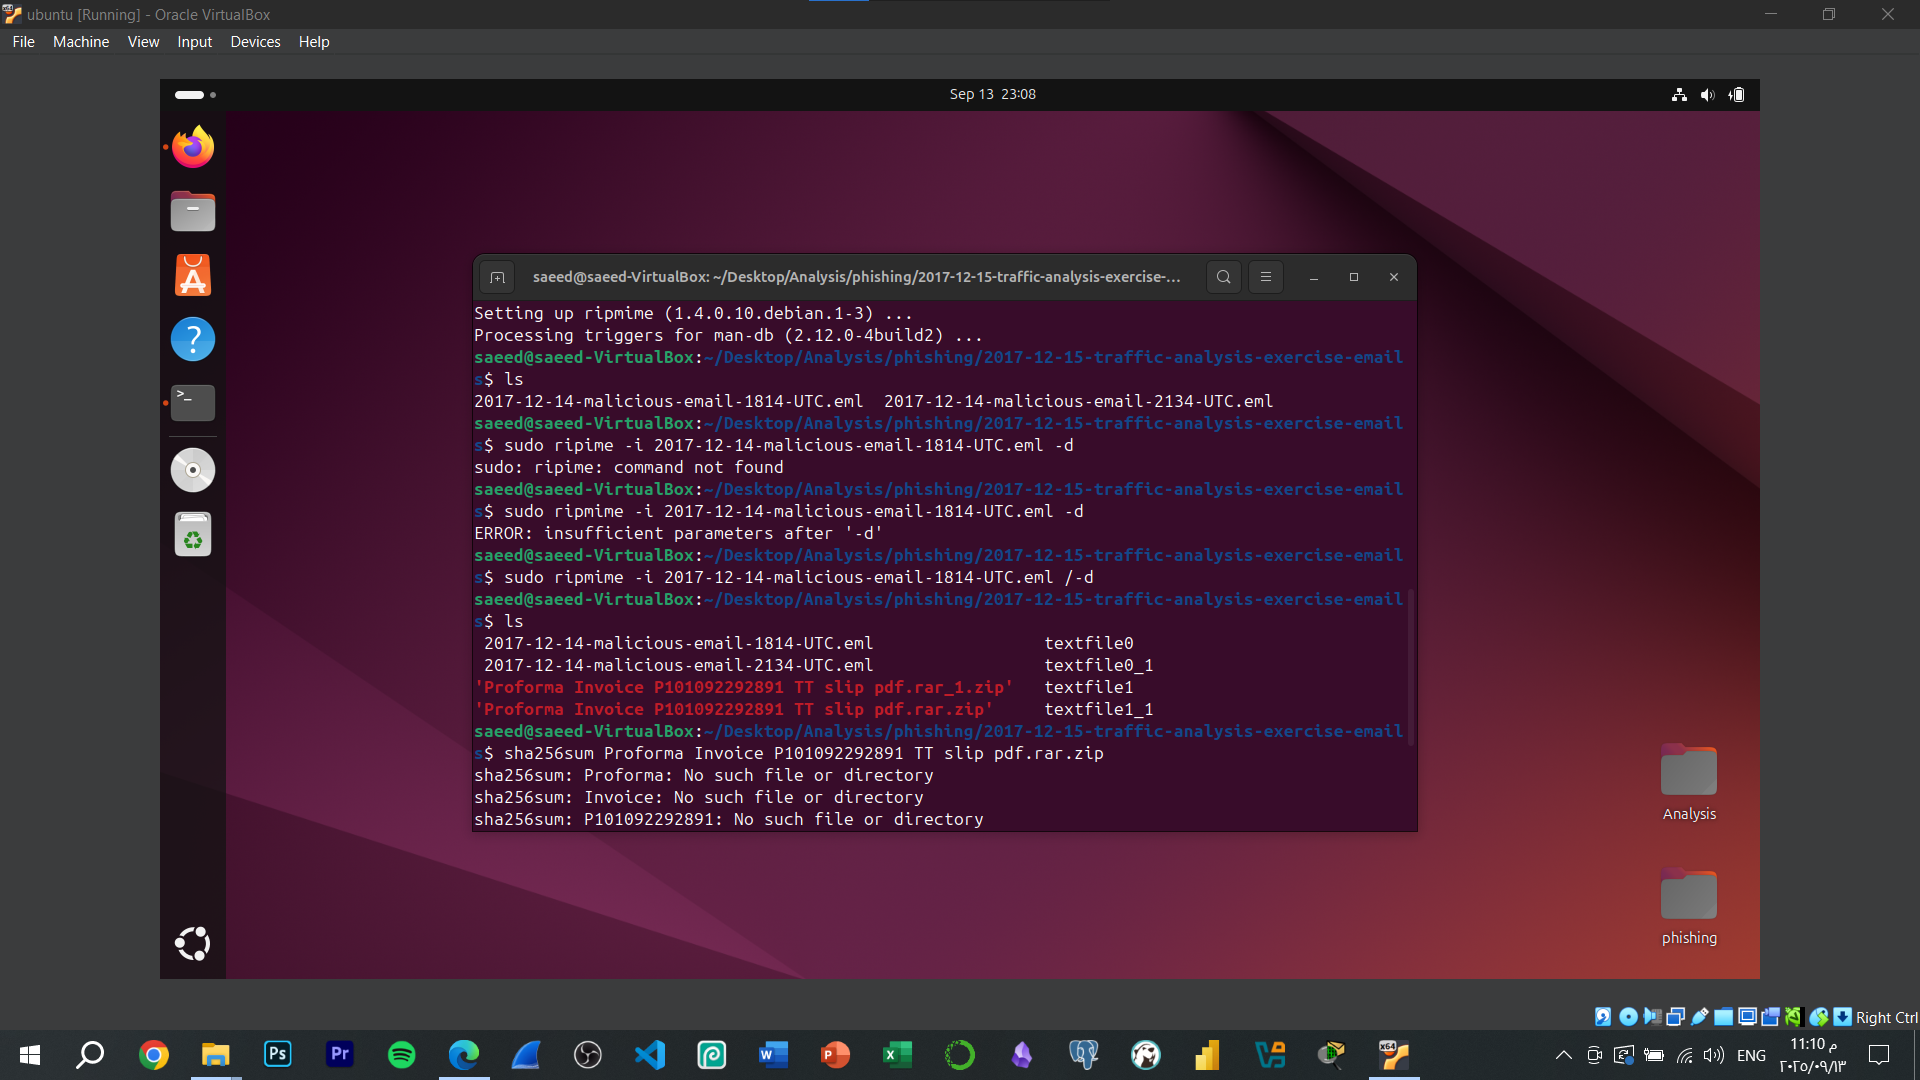 ubuntu [Running] - Oracle VirtualBox
File Machine View Input Devices Help
Sep 13 23:08
saeed@saeed-VirtualBox: ~/Desktop/Analysis/phishing/2017-12-15-traffic-analysis-exercise-...
Setting up ripmime (1.4.0.10.debian.1-3) ...
Processing triggers for man-db (2.12.0-4build2) ...
saeed@saeed-VirtualBox:~/Desktop/Analysis/phishing/2017-12-15-traffic-analysis-exercise-email
s$ ls
2017-12-14-malicious-email-1814-UTC.eml 2017-12-14-malicious-email-2134-UTC.eml
saeed@saeed-VirtualBox:~/Desktop/Analysis/phishing/2017-12-15-traffic-analysis-exercise-email
s$ sudo ripime -i 2017-12-14-malicious-email-1814-UTC.eml -d
sudo: ripime: command not found
saeed@saeed-VirtualBox:~/Desktop/Analysis/phishing/2017-12-15-traffic-analysis-exercise-email
s$ sudo ripmime -i 2017-12-14-malicious-email-1814-UTC.eml -d
ERROR: insufficient parameters after '-d'
saeed@saeed-VirtualBox:~/Desktop/Analysis/phishing/2017-12-15-traffic-analysis-exercise-email
s$ sudo ripmime -i 2017-12-14-malicious-email-1814-UTC.eml /-d
saeed@saeed-VirtualBox:~/Desktop/Analysis/phishing/2017-12-15-traffic-analysis-exercise-email
s$ ls
2017-12-14-malicious-email-1814-UTC.eml textfile0
2017-12-14-malicious-email-2134-UTC.eml textfile0_1
'Proforma Invoice P101092292891 TT slip pdf.rar_1.zip' textfile1
'Proforma Invoice P101092292891 TT slip pdf.rar.zip' textfile1_1
saeed@saeed-VirtualBox:~/Desktop/Analysis/phishing/2017-12-15-traffic-analysis-exercise-email
s$ sha256sum Proforma Invoice P101092292891 TT slip pdf.rar.zip
sha256sum: Proforma: No such file or directory
sha256sum: Invoice: No such file or directory
sha256sum: P101092292891: No such file or directory
Analysis
phishing
Right Ctrl
ENG
م 11:10
٢٠٢٥/٠٩/١٣